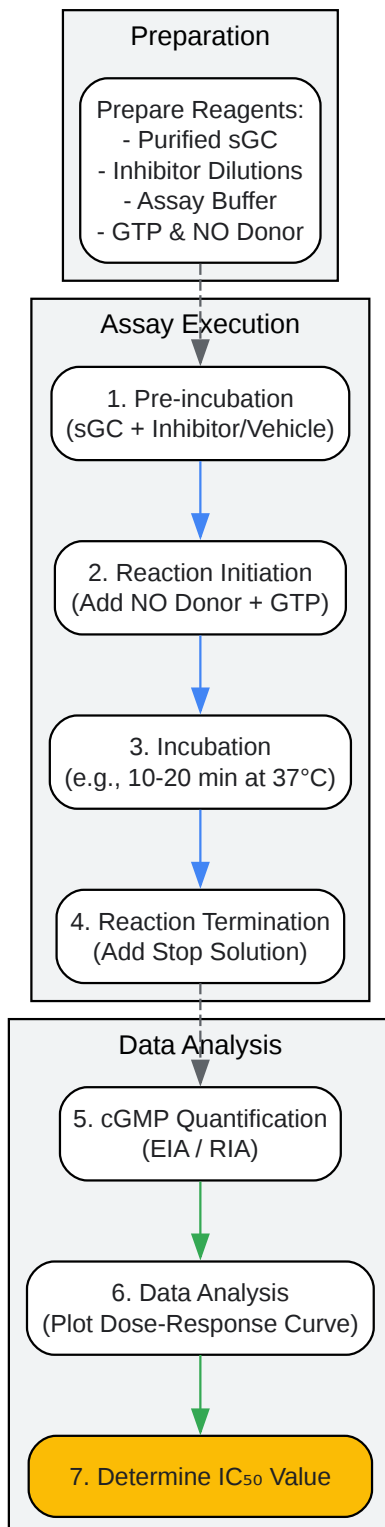 Preparation
Prepare Reagents:
- Purified sGC
- Inhibitor Dilutions
- Assay Buffer
- GTP & NO Donor
Assay Execution
1. Pre-incubation
(sGC + Inhibitor/Vehicle)
2. Reaction Initiation
(Add NO Donor + GTP)
3. Incubation
(e.g., 10-20 min at 37°C)
4. Reaction Termination
(Add Stop Solution)
Data Analysis
5. cGMP Quantification
(EIA / RIA)
6. Data Analysis
(Plot Dose-Response Curve)
7. Determine IC₅₀ Value